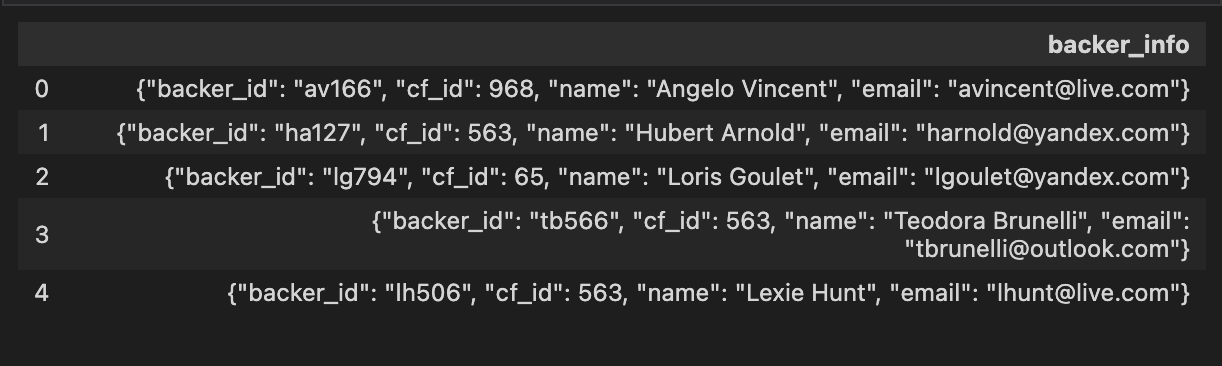 backer_info
0 {"backer_id": "av166", "cf_id": 968, "name": "Angelo Vincent", "email": "avincent@live.com"}
1 {"backer_id": "ha127", "cf_id": 563, "name": "Hubert Arnold", "email": "harnold@yandex.com"}
2 {"backer_id": "lg794", "cf_id": 65, "name": "Loris Goulet", "email": "lgoulet@yandex.com"}
3 {"backer_id": "tb566", "cf_id": 563, "name": "Teodora Brunelli", "email":
"tbrunelli@outlook.com"}
4 {"backer_id": "lh506", "cf_id": 563, "name": "Lexie Hunt", "email": "lhunt@live.com"}